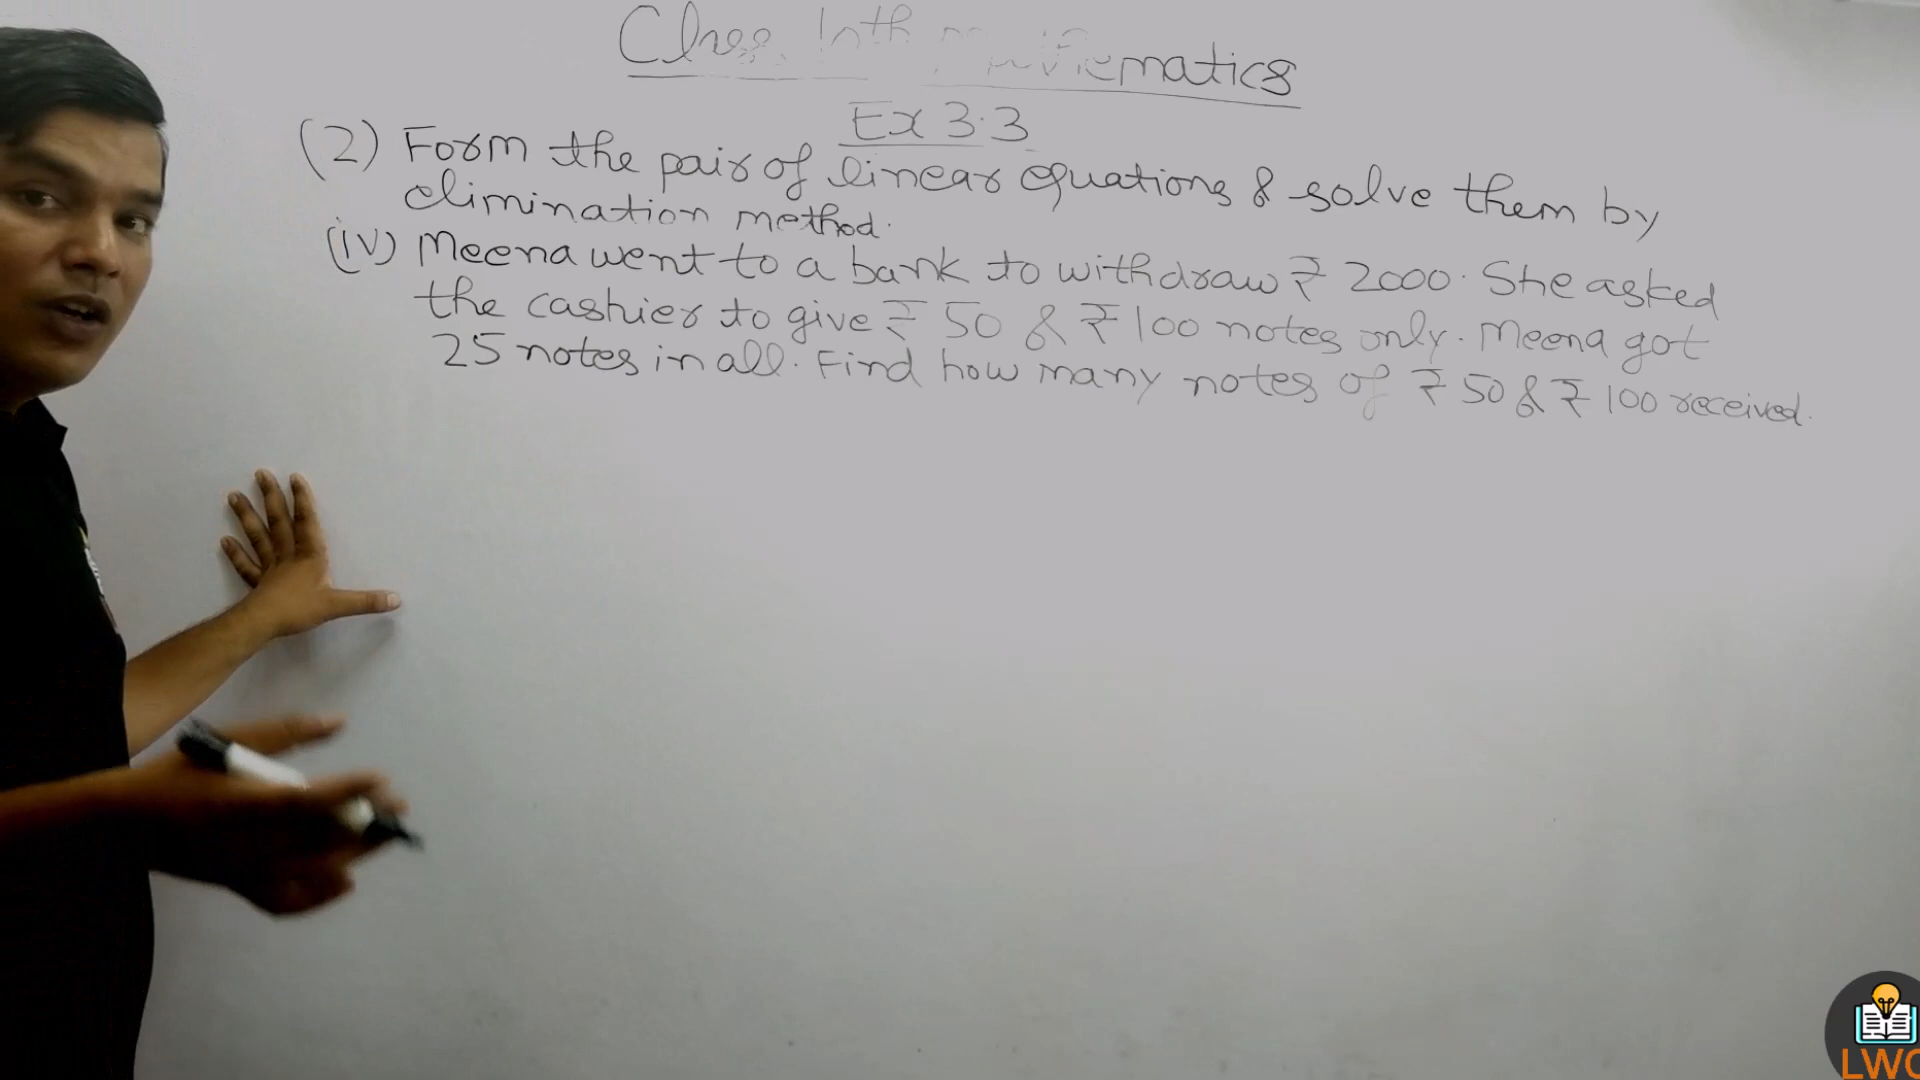 Class 10th mathematics
Ex 3.3
(2) Form the pair of linear equations & solve them by
elimination method.
(iv) Meena went to a bank to withdraw ₹ 2000. She asked
the cashier to give ₹ 50 & ₹ 100 notes only. Meena got
25 notes in all. Find how many notes of ₹ 50 & ₹ 100 received.